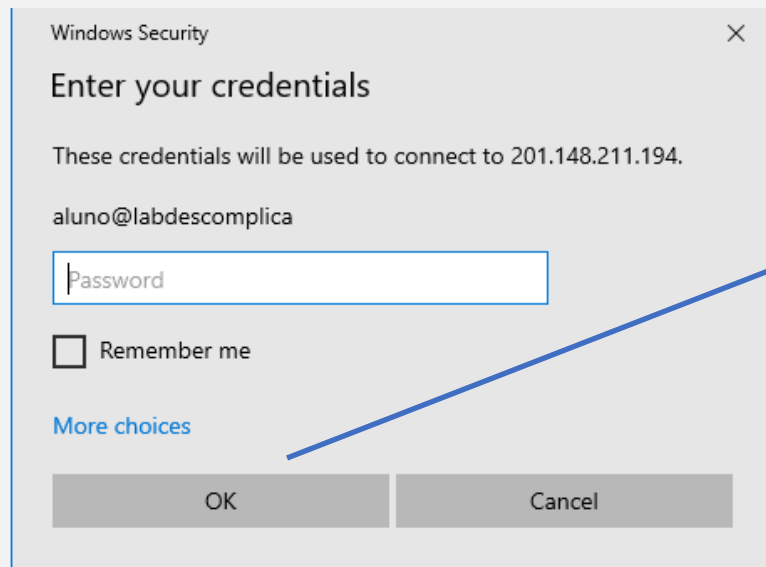 Windows Security
Enter your credentials
These credentials will be used to connect to 201.148.211.194.
aluno@labdescomplica
Password
Remember me
More choices
OK
Cancel